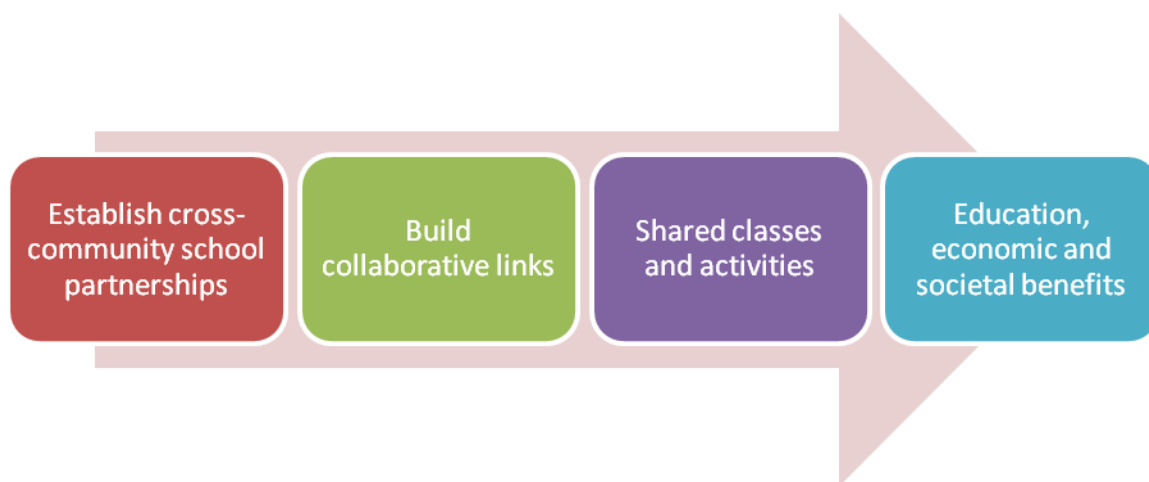 Establish cross-
community school
partnerships
Build
collaborative links
Shared classes
and activities
Education,
economic and
societal benefits